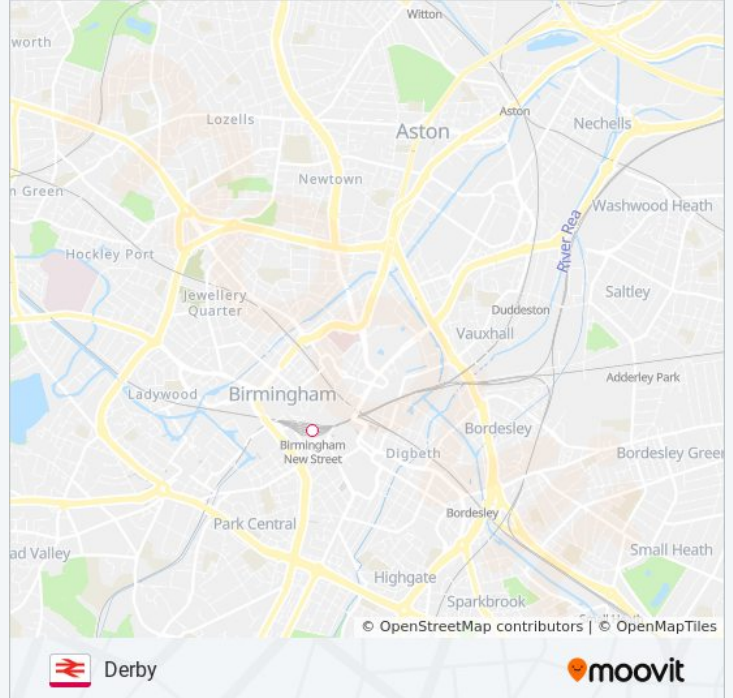 Witton
worth
Aston
Lozells
Aston
Nechells
Newtown
n Green
Washwood Heath
River Rea
Hockley Port
Saltley
Jewellery
Quarter
Duddeston
Vauxhall
Adderley Park
Ladywood
Birmingham
Bordesley
Birmingham
New Street
Digbeth
Bordesley Green
Bordesley
Park Central
ad Valley
Small Heath
Highgate
Sparkbrook
© OpenStreetMap contributors | © OpenMapTiles
Derby
moovit